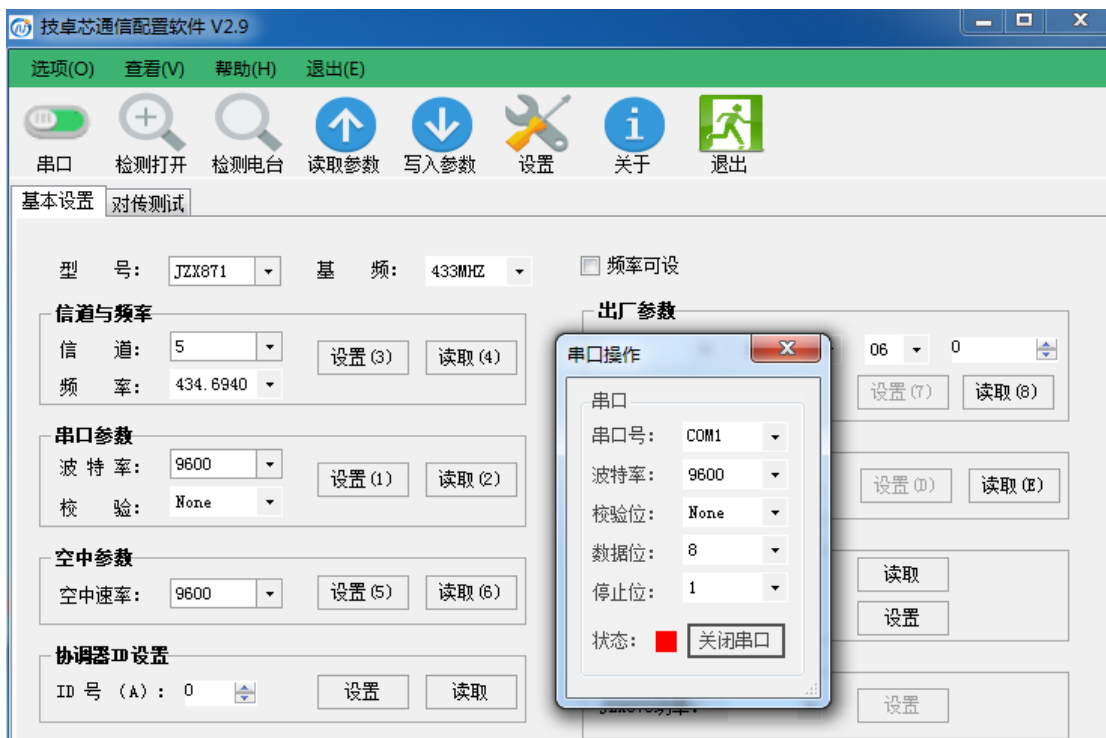 技卓芯通信配置软件 V2.9
选项(O) 查看(V) 帮助(H) 退出(E)
串口 检测打开 检测电台 读取参数 写入参数 设置 关于 退出
基本设置 对传测试
型 号: JZX871 基 频: 433MHZ 频率可设
信道与频率
信 道: 5
频 率: 434.6940
设置(3) 读取(4)
串口参数
波 特 率: 9600
校 验: None
设置(1) 读取(2)
空中参数
空中速率: 9600 设置(5) 读取(6)
协调器ID设置
ID 号 (A): 0 设置 读取
出厂参数
06 0
设置(7) 读取(8)
设置(D) 读取(E)
读取
设置
设置
串口操作
串口
串口号: COM1
波特率: 9600
校验位: None
数据位: 8
停止位: 1
状态: 关闭串口